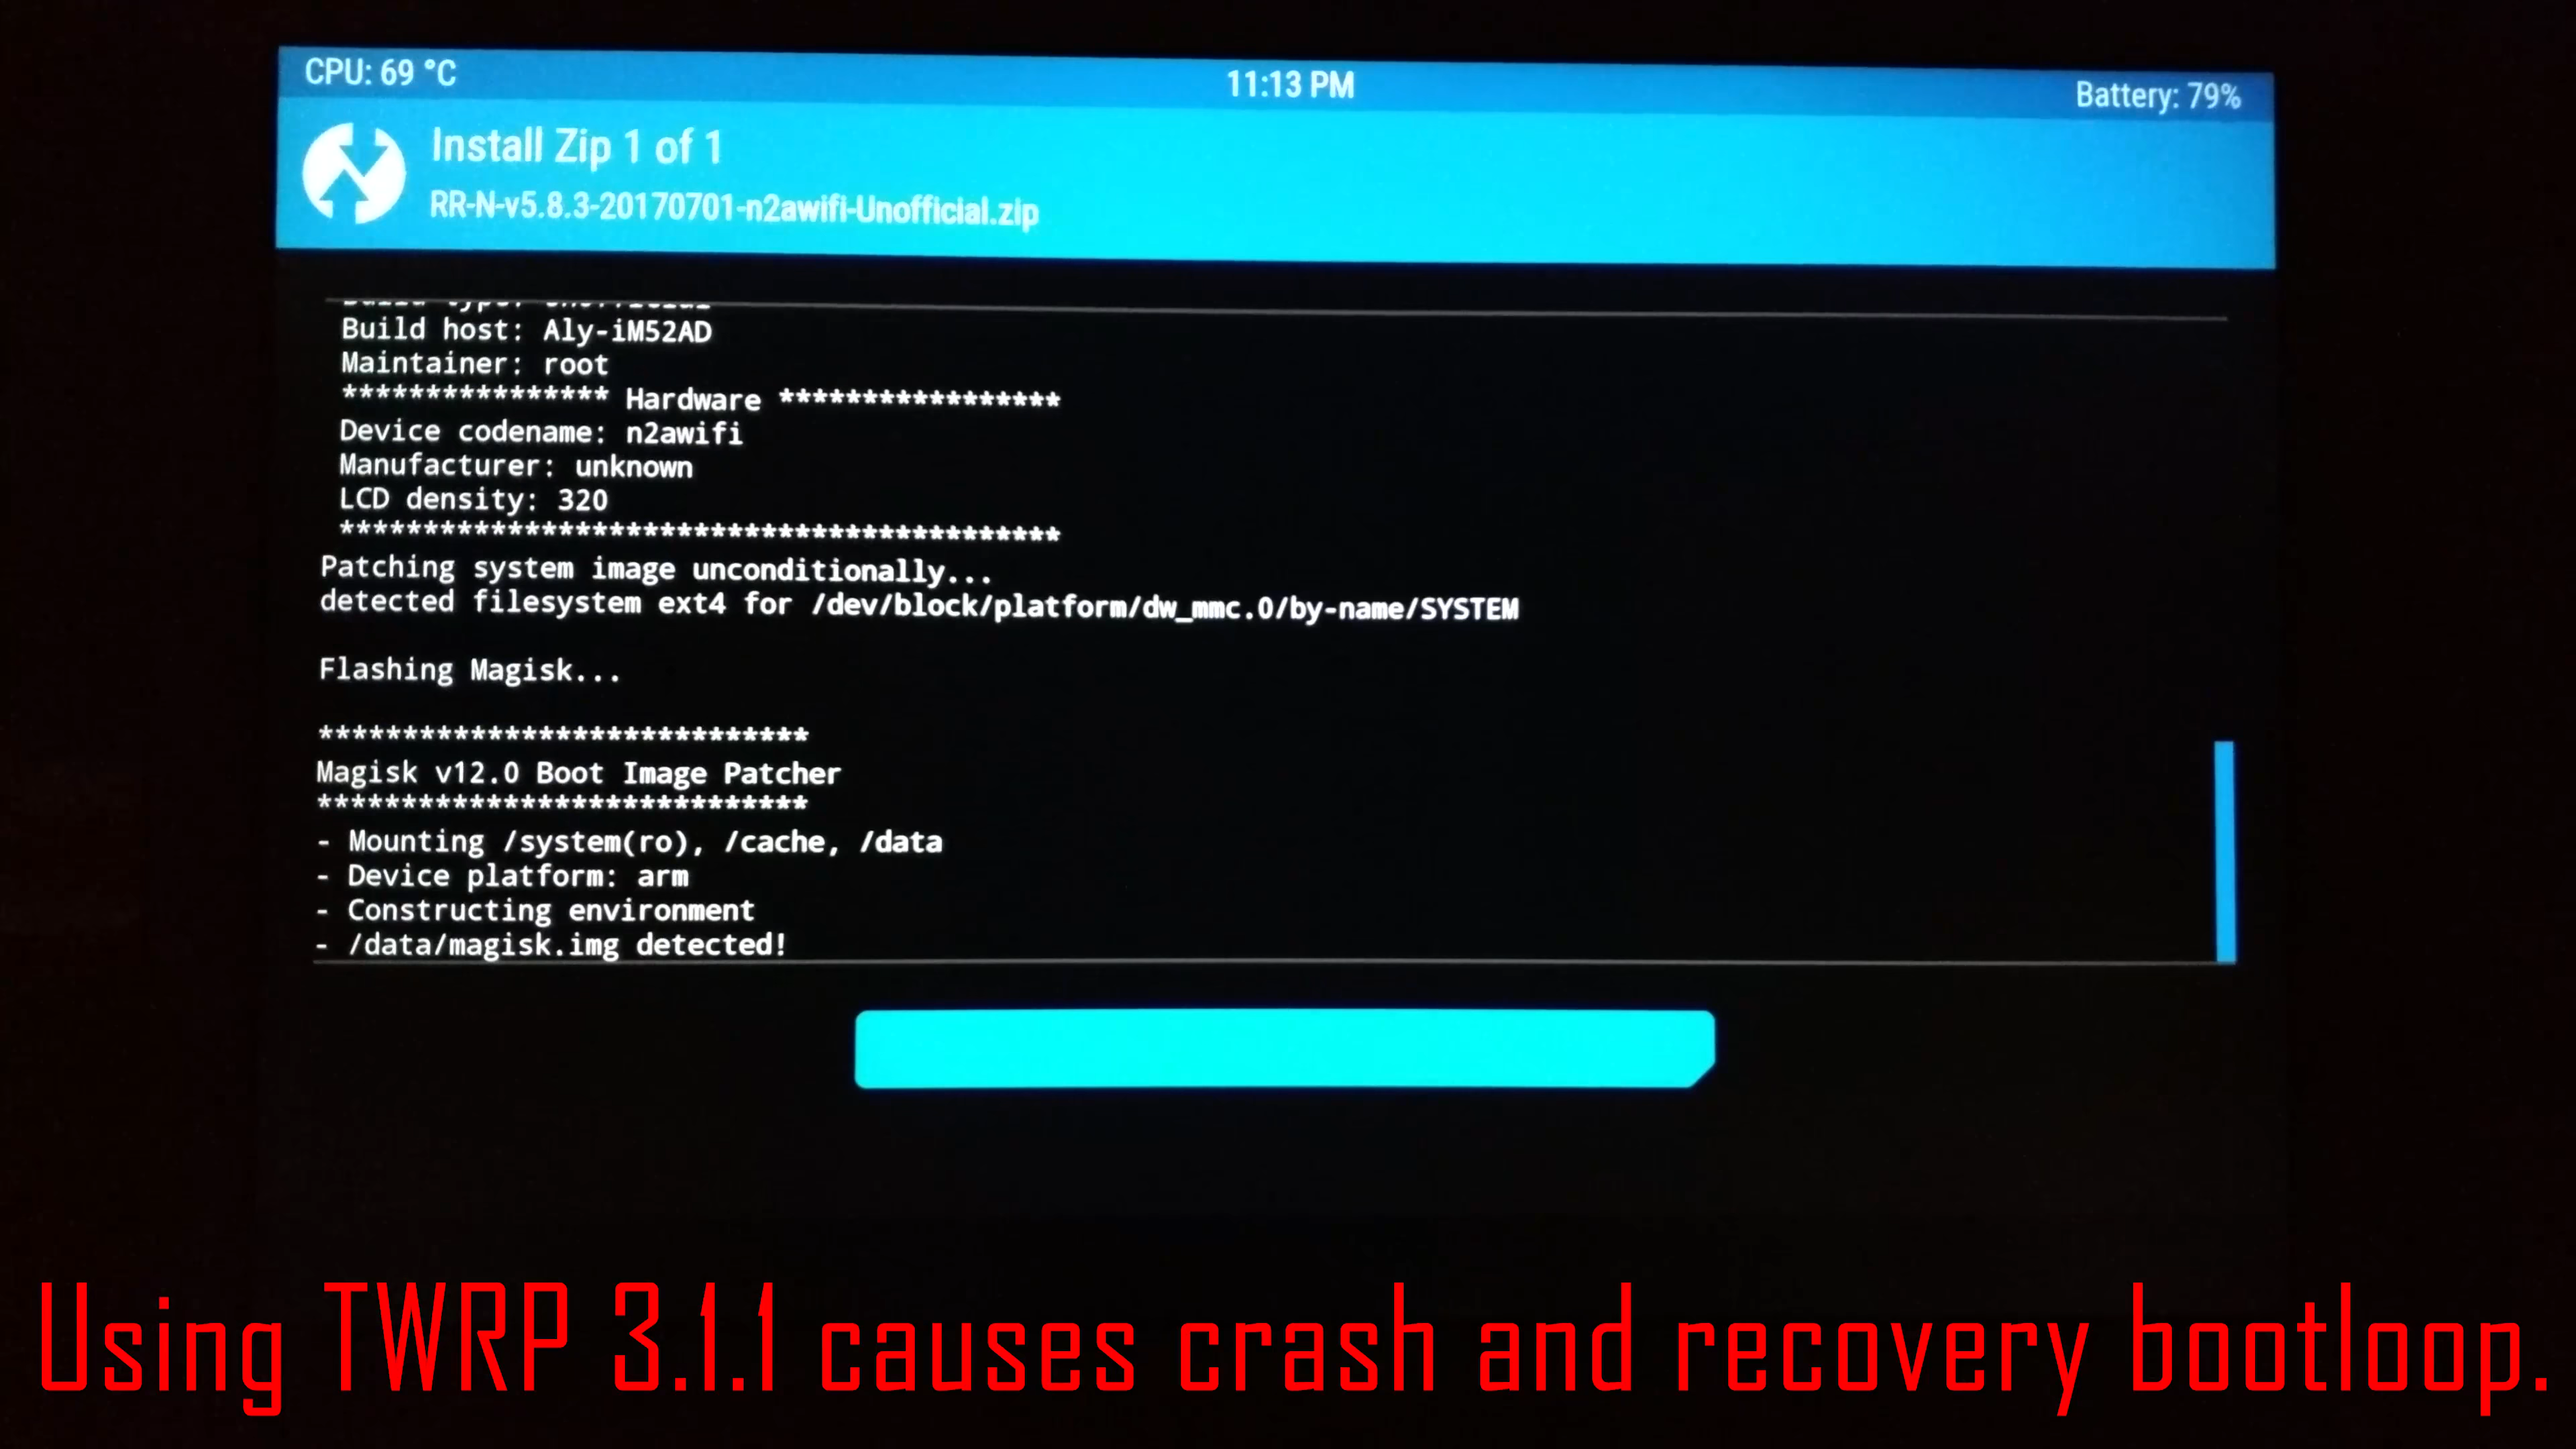 CPU: 69 °C
11:13 PM
Battery: 79%
Install Zip 1 of 1
RR-N-v5.8.3-20170701-n2awifi-Unofficial.zip
Build host: Aly-iM52AD
Maintainer: root
**************** Hardware *****************
Device codename: n2awifi
Manufacturer: unknown
LCD density: 320
*******************************************
Patching system image unconditionally...
detected filesystem ext4 for /dev/block/platform/dw_mmc.0/by-name/SYSTEM
Flashing Magisk...
*****************************
Magisk v12.0 Boot Image Patcher
*****************************
- Mounting /system(ro), /cache, /data
- Device platform: arm
- Constructing environment
- /data/magisk.img detected!
Using TWRP 3.1.1 causes crash and recovery bootloop.